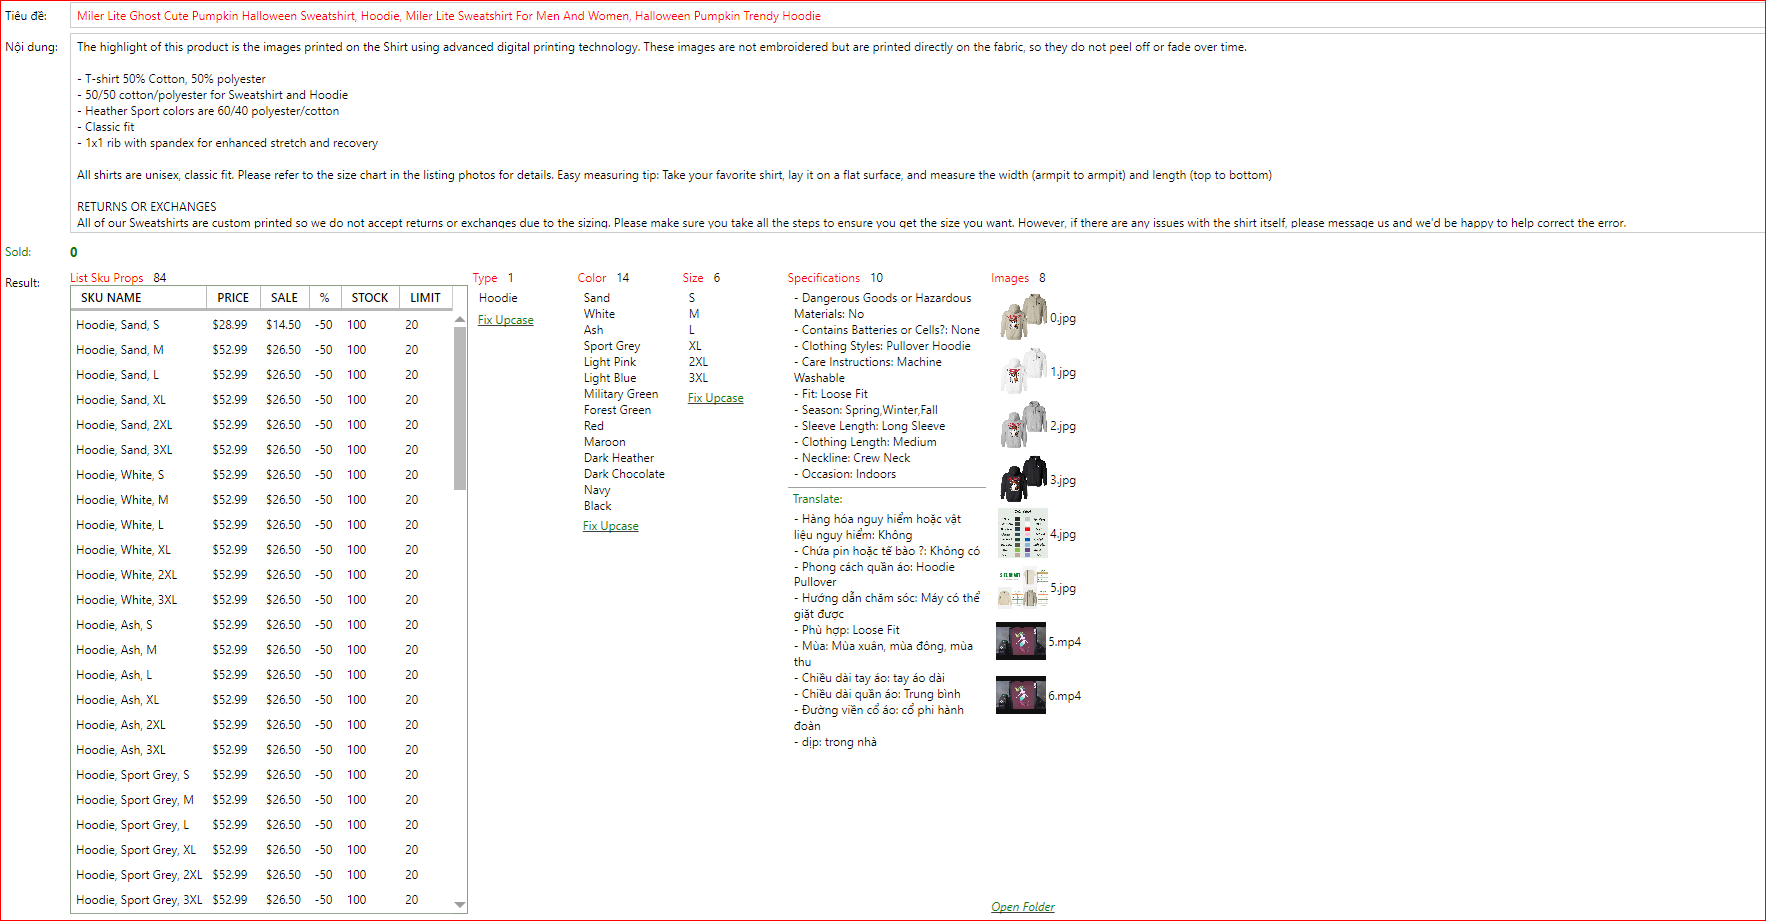 Tiêu đề: Miler Lite Ghost Cute Pumpkin Halloween Sweatshirt, Hoodie, Miler Lite Sweatshirt For Men And Women, Halloween Pumpkin Trendy Hoodie
Nội dung: The highlight of this product is the images printed on the Shirt using advanced digital printing technology. These images are not embroidered but are printed directly on the fabric, so they do not peel off or fade over time.
- T-shirt 50% Cotton, 50% polyester
- 50/50 cotton/polyester for Sweatshirt and Hoodie
- Heather Sport colors are 60/40 polyester/cotton
- Classic fit
- 1x1 rib with spandex for enhanced stretch and recovery
All shirts are unisex, classic fit. Please refer to the size chart in the listing photos for details. Easy measuring tip: Take your favorite shirt, lay it on a flat surface, and measure the width (armpit to armpit) and length (top to bottom)
RETURNS OR EXCHANGES
All of our Sweatshirts are custom printed so we do not accept returns or exchanges due to the sizing. Please make sure you take all the steps to ensure you get the size you want. However, if there are any issues with the shirt itself, please message us and we'd be happy to help correct the error.
Sold: 0
Result:
List Sku Props 84
SKU NAME PRICE SALE % STOCK LIMIT
Hoodie, Sand, S $28.99 $14.50 -50 100 20
Hoodie, Sand, M $52.99 $26.50 -50 100 20
Hoodie, Sand, L $52.99 $26.50 -50 100 20
Hoodie, Sand, XL $52.99 $26.50 -50 100 20
Hoodie, Sand, 2XL $52.99 $26.50 -50 100 20
Hoodie, Sand, 3XL $52.99 $26.50 -50 100 20
Hoodie, White, S $52.99 $26.50 -50 100 20
Hoodie, White, M $52.99 $26.50 -50 100 20
Hoodie, White, L $52.99 $26.50 -50 100 20
Hoodie, White, XL $52.99 $26.50 -50 100 20
Hoodie, White, 2XL $52.99 $26.50 -50 100 20
Hoodie, White, 3XL $52.99 $26.50 -50 100 20
Hoodie, Ash, S $52.99 $26.50 -50 100 20
Hoodie, Ash, M $52.99 $26.50 -50 100 20
Hoodie, Ash, L $52.99 $26.50 -50 100 20
Hoodie, Ash, XL $52.99 $26.50 -50 100 20
Hoodie, Ash, 2XL $52.99 $26.50 -50 100 20
Hoodie, Ash, 3XL $52.99 $26.50 -50 100 20
Hoodie, Sport Grey, S $52.99 $26.50 -50 100 20
Hoodie, Sport Grey, M $52.99 $26.50 -50 100 20
Hoodie, Sport Grey, L $52.99 $26.50 -50 100 20
Hoodie, Sport Grey, XL $52.99 $26.50 -50 100 20
Hoodie, Sport Grey, 2XL $52.99 $26.50 -50 100 20
Hoodie, Sport Grey, 3XL $52.99 $26.50 -50 100 20
Type 1
Hoodie
Fix Upcase
Color 14
Sand
White
Ash
Sport Grey
Light Pink
Light Blue
Military Green
Forest Green
Red
Maroon
Dark Heather
Dark Chocolate
Navy
Black
Fix Upcase
Size 6
S
M
L
XL
2XL
3XL
Fix Upcase
Specifications 10
- Dangerous Goods or Hazardous
Materials: No
- Contains Batteries or Cells?: None
- Clothing Styles: Pullover Hoodie
- Care Instructions: Machine
Washable
- Fit: Loose Fit
- Season: Spring,Winter,Fall
- Sleeve Length: Long Sleeve
- Clothing Length: Medium
- Neckline: Crew Neck
- Occasion: Indoors
Translate:
- Hàng hóa nguy hiểm hoặc vật
liệu nguy hiểm: Không
- Chứa pin hoặc tế bào ?: Không có
- Phong cách quần áo: Hoodie
Pullover
- Hướng dẫn chăm sóc: Máy có thể
giặt được
- Phù hợp: Loose Fit
- Mùa: Mùa xuân, mùa đông, mùa
thu
- Chiều dài tay áo: tay áo dài
- Chiều dài quần áo: Trung bình
- Đường viền cổ áo: cổ phi hành
đoàn
- dịp: trong nhà
Images 8
0.jpg
1.jpg
2.jpg
3.jpg
4.jpg
5.jpg
5.mp4
6.mp4
Open Folder